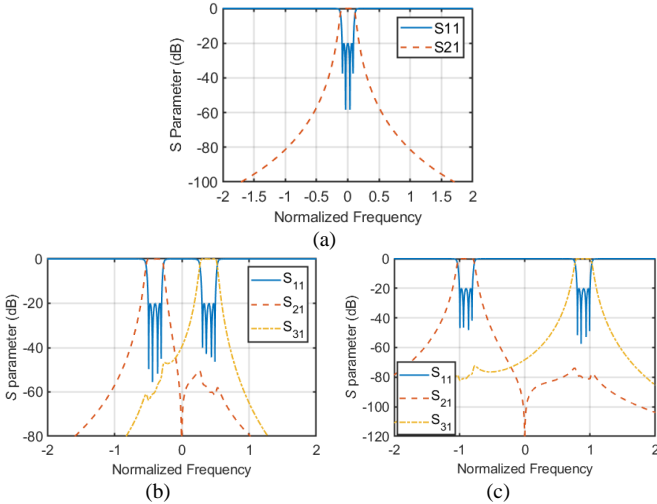 0
-20
-40
-60
-80
-100
S Parameter (dB)
S11
S21
-2 -1.5 -1 -0.5 0 0.5 1 1.5 2
Normalized Frequency
(a)
0
-20
-40
-60
-80
S parameter (dB)
S11
S21
S31
-2 -1 0 1 2
Normalized Frequency
(b)
0
-20
-40
-60
-80
-100
-120
S parameter (dB)
S11
S21
S31
-2 -1 0 1 2
Normalized Frequency
(c)